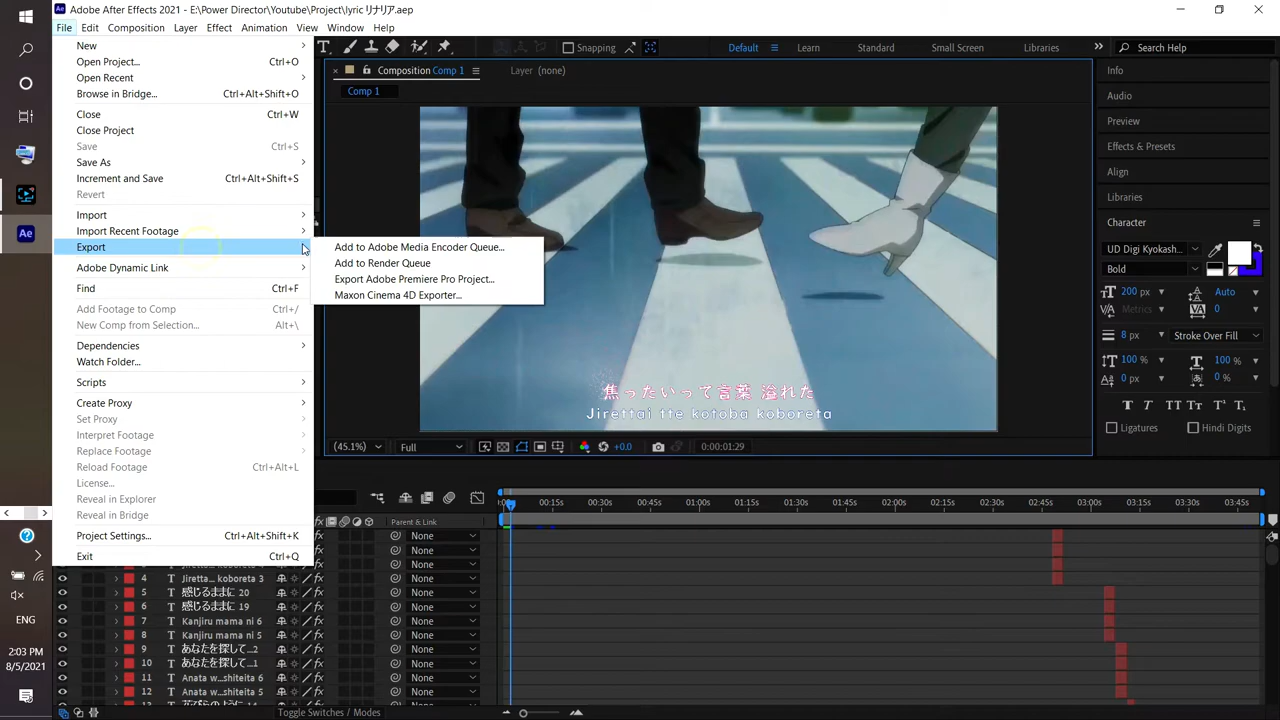 Adobe After Effects 2021 - E:\Power Director\Youtube\Project\lyric リナリア.aep
File Edit Composition Layer Effect Animation View Window Help
Snapping
Default Learn Standard Small Screen Libraries Search Help
New
Open Project... Ctrl+O
Open Recent
Browse in Bridge... Ctrl+Alt+Shift+O
Close Ctrl+W
Close Project
Save Ctrl+S
Save As
Increment and Save Ctrl+Alt+Shift+S
Revert
Import
Import Recent Footage
Export
Adobe Dynamic Link
Find Ctrl+F
Add Footage to Comp Ctrl+/
New Comp from Selection... Alt+\
Dependencies
Watch Folder...
Scripts
Create Proxy
Set Proxy
Interpret Footage
Replace Footage
Reload Footage Ctrl+Alt+L
License...
Reveal in Explorer
Reveal in Bridge
Project Settings... Ctrl+Alt+Shift+K
Exit Ctrl+Q
Add to Adobe Media Encoder Queue...
Add to Render Queue
Export Adobe Premiere Pro Project...
Maxon Cinema 4D Exporter...
Composition Comp 1 Layer (none)
Comp 1
焦ったいって言葉 溢れた
Jirettai tte kotoba koboreta
(45.1%) Full +0.0 0:00:01:29
Info
Audio
Preview
Effects & Presets
Align
Libraries
Character
UD Digi Kyokash...
Bold
200 px Auto
Metrics 0
8 px Stroke Over Fill
100 % 100 %
0 px 0 %
T T TT Tr T¹ T₁
Ligatures Hindi Digits
00:15s 00:30s 00:45s 01:00s 01:15s 01:30s 01:45s 02:00s 02:15s 02:30s 02:45s 03:00s 03:15s 03:30s 03:45s
Parent & Link
None
None
None
4 T Jiretta... koboreta 3 None
5 T 感じるままに 20 None
6 T 感じるままに 19 None
7 T Kanjiru mama ni 6 None
8 T Kanjiru mama ni 5 None
9 T あなたを探して...2 None
10 T あなたを探して...1 None
11 T Anata w...shiteita 6 None
12 T Anata w...shiteita 5 None
Toggle Switches / Modes
Ae
ENG
2:03 PM
8/5/2021